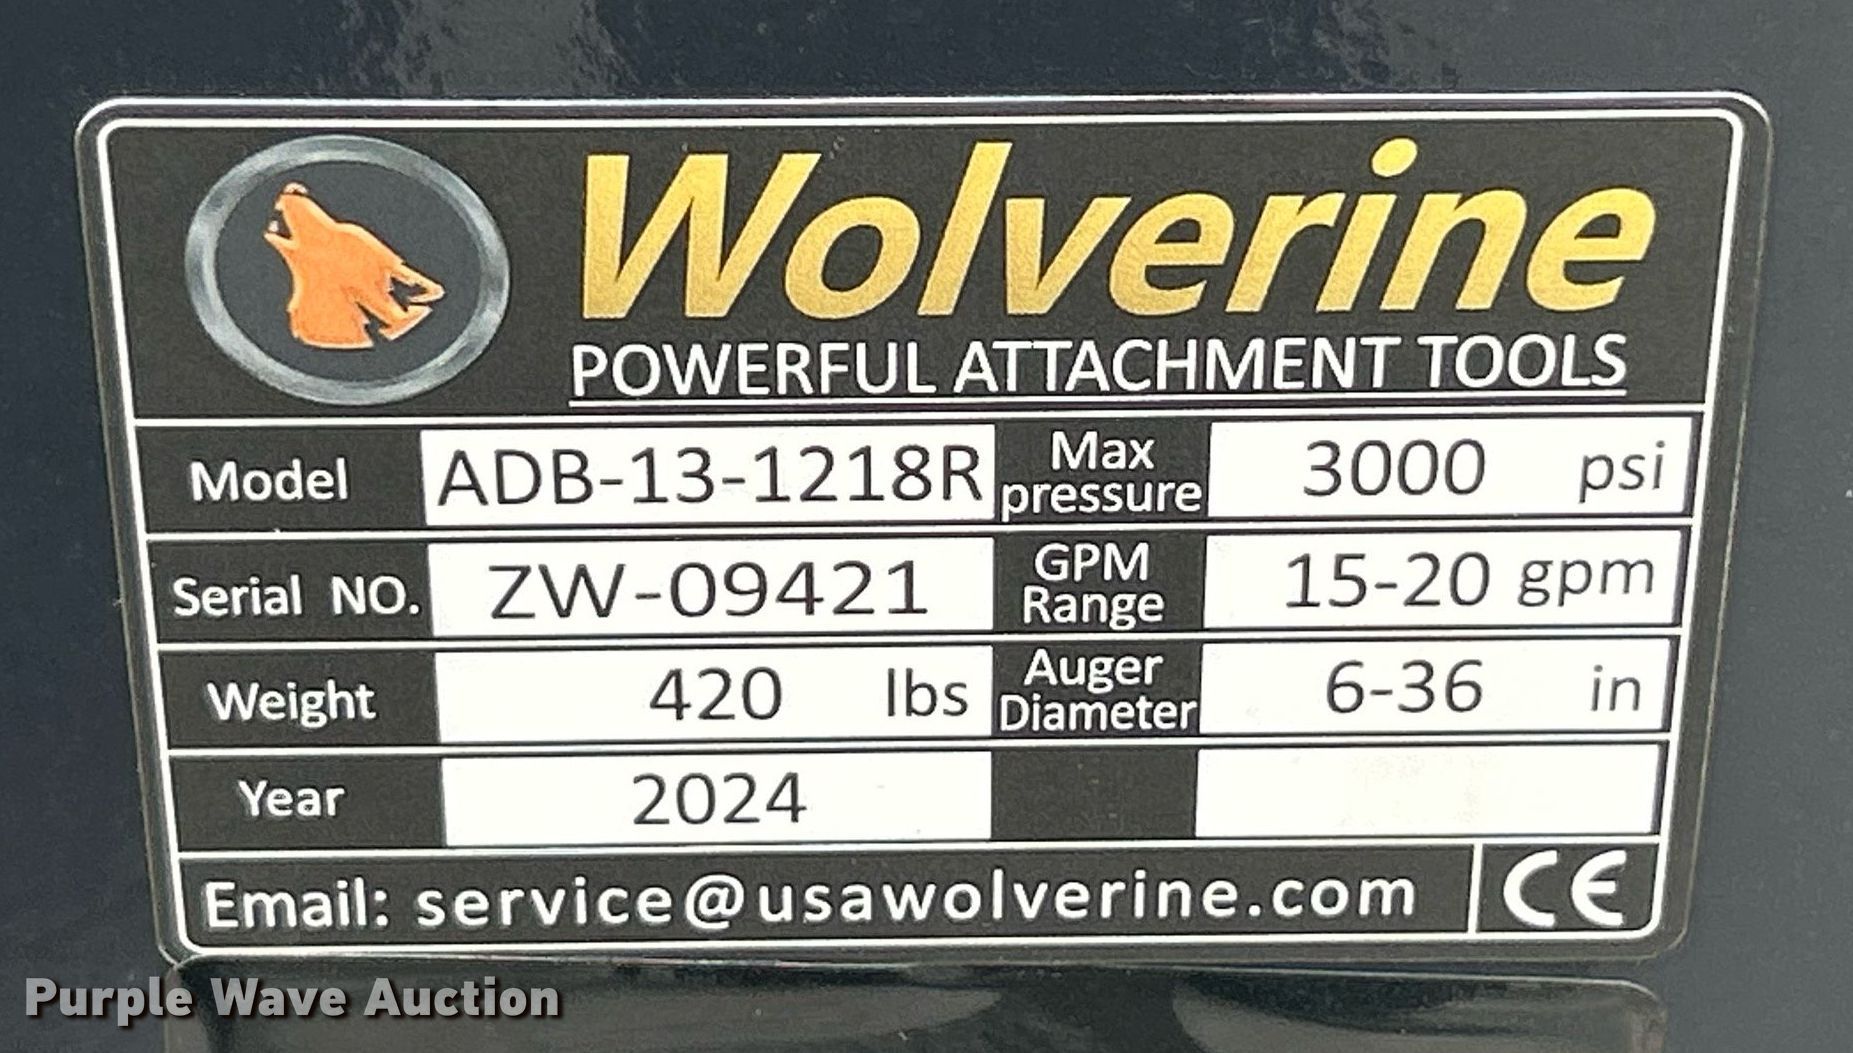 Wolverine
POWERFUL ATTACHMENT TOOLS
Model ADB-13-1218R Max pressure 3000 psi
Serial NO. ZW-09421 GPM Range 15-20 gpm
Weight 420 lbs Auger Diameter 6-36 in
Year 2024
Email: service@usawolverine.com CE
Purple Wave Auction